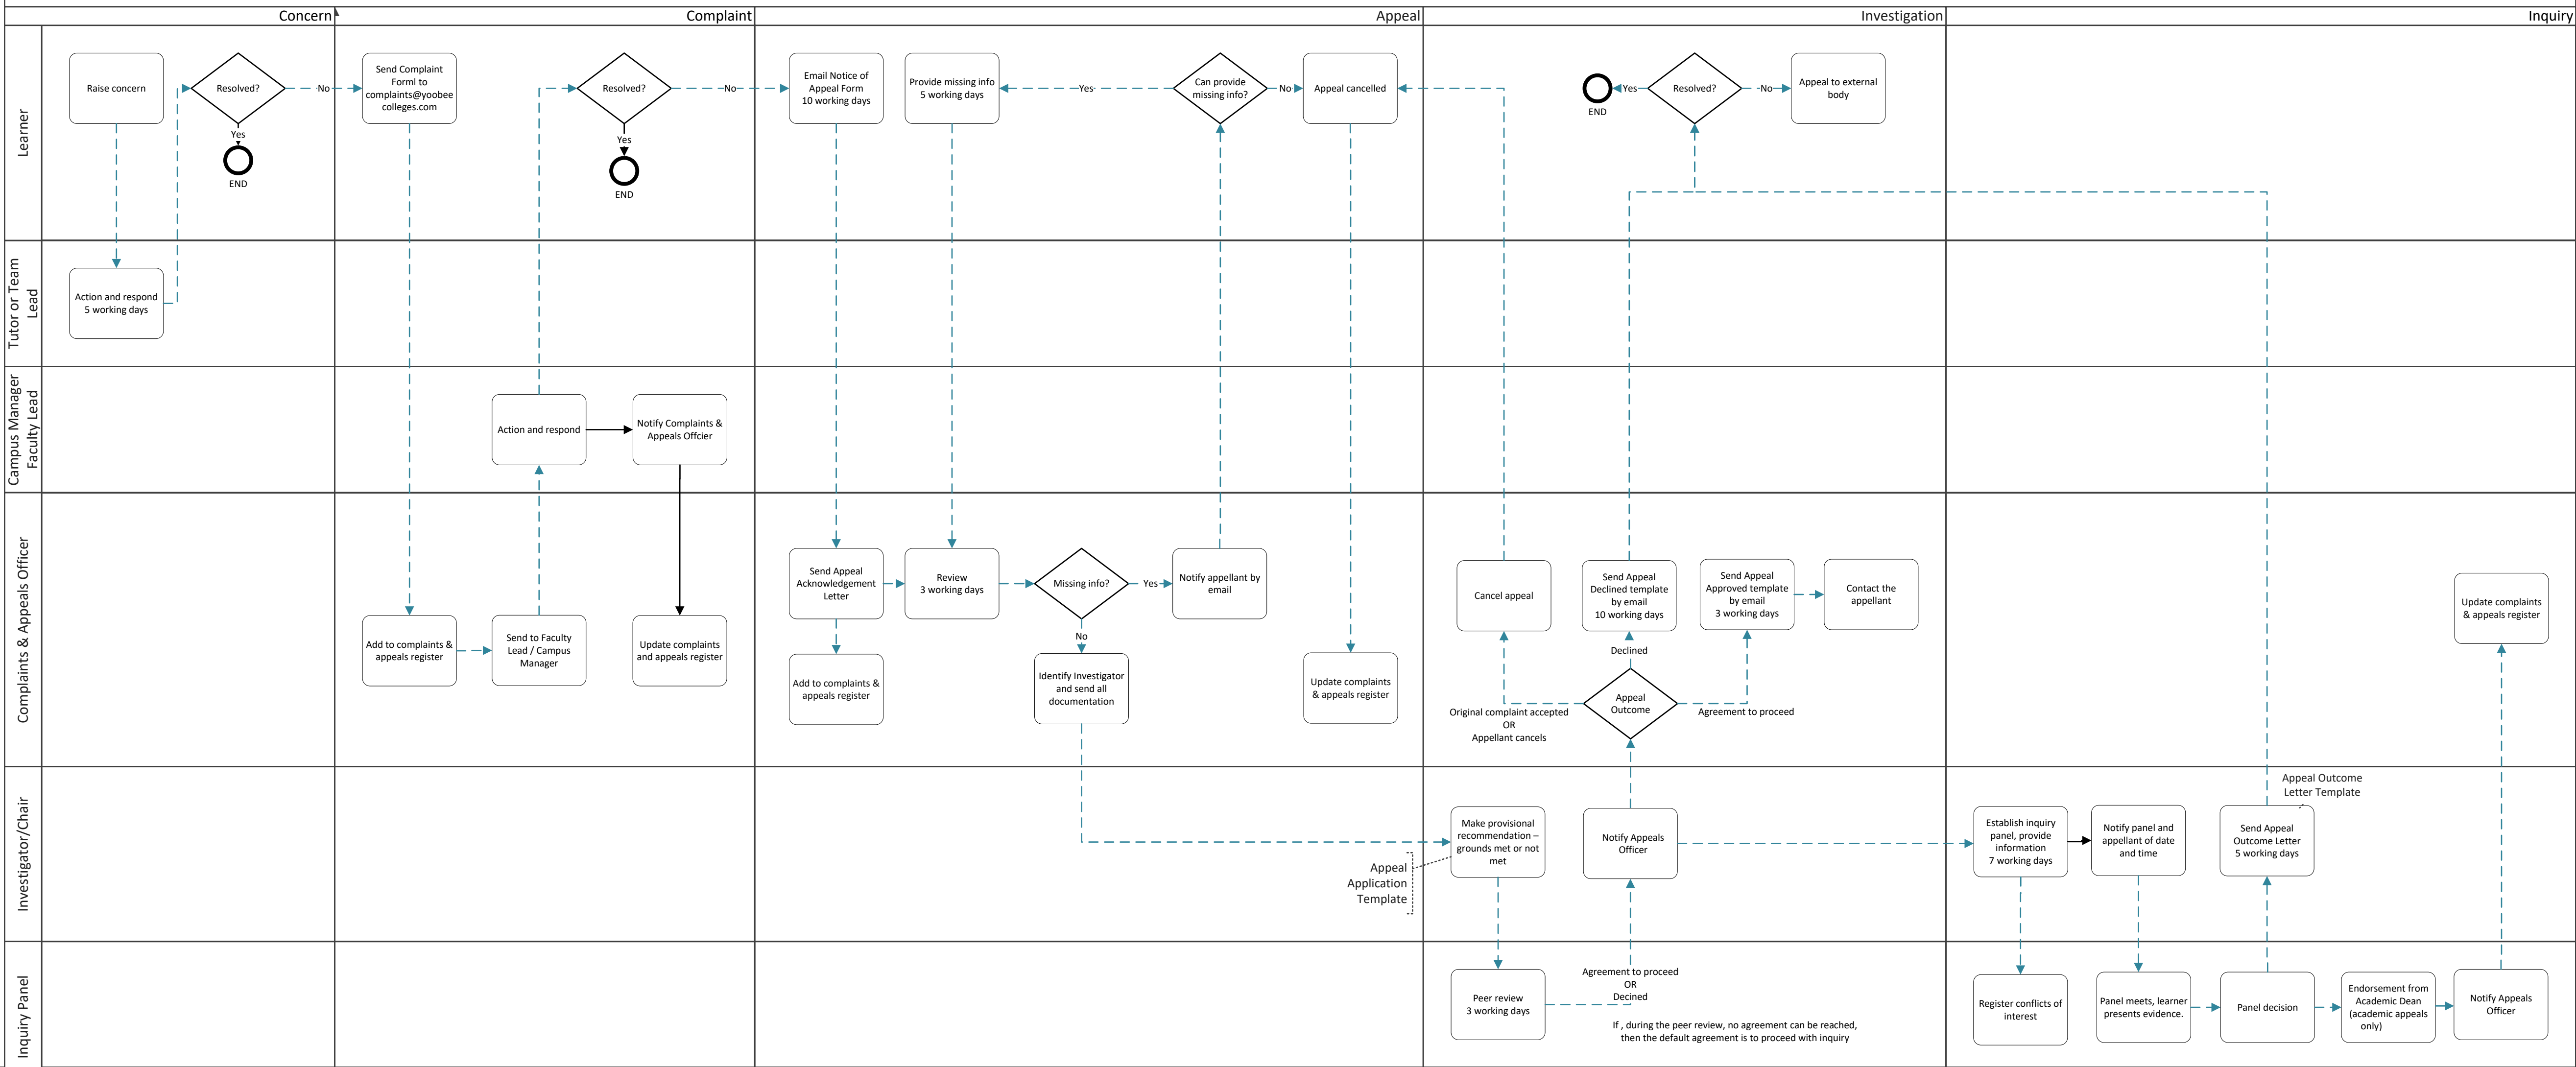 Concern
Complaint
Appeal
Investigation
Inquiry
Learner
Raise concern
Resolved?
No
Yes
END
Send Complaint
Forml to
complaints@yoobee
colleges.com
Resolved?
No
Yes
END
Email Notice of
Appeal Form
10 working days
Provide missing info
5 working days
Yes
Can provide
missing info?
No
Appeal cancelled
END
Yes
Resolved?
No
Appeal to external
body
Tutor or Team
Lead
Action and respond
5 working days
Campus Manager
Faculty Lead
Action and respond
Notify Complaints &
Appeals Offcier
Complaints & Appeals Officer
Add to complaints &
appeals register
Send to Faculty
Lead / Campus
Manager
Update complaints
and appeals register
Send Appeal
Acknowledgement
Letter
Add to complaints &
appeals register
Review
3 working days
Missing info?
Yes
No
Notify appellant by
email
Identify Investigator
and send all
documentation
Update complaints
& appeals register
Cancel appeal
Send Appeal
Declined template
by email
10 working days
Send Appeal
Approved template
by email
3 working days
Contact the
appellant
Declined
Appeal
Outcome
Original complaint accepted
OR
Appellant cancels
Agreement to proceed
Update complaints
& appeals register
Investigator/Chair
Appeal
Application
Template
Make provisional
recommendation –
grounds met or not
met
Notify Appeals
Officer
Establish inquiry
panel, provide
information
7 working days
Notify panel and
appellant of date
and time
Appeal Outcome
Letter Template
Send Appeal
Outcome Letter
5 working days
Inquiry Panel
Peer review
3 working days
Agreement to proceed
OR
Decined
If , during the peer review, no agreement can be reached,
then the default agreement is to proceed with inquiry
Register conflicts of
interest
Panel meets, learner
presents evidence.
Panel decision
Endorsement from
Academic Dean
(academic appeals
only)
Notify Appeals
Officer